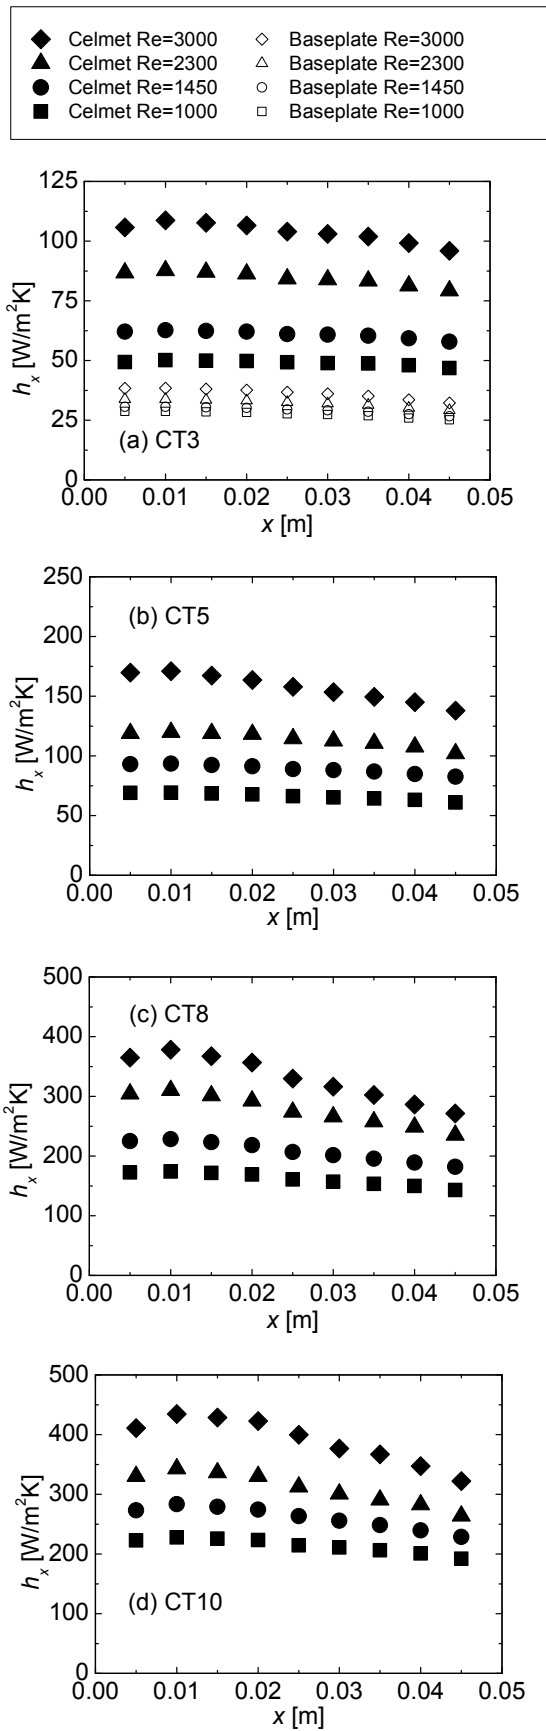 Celmet Re=3000 Baseplate Re=3000
Celmet Re=2300 Baseplate Re=2300
Celmet Re=1450 Baseplate Re=1450
Celmet Re=1000 Baseplate Re=1000
125
100
75
50
25
0
hx [W/m²K]
(a) CT3
0.00 0.01 0.02 0.03 0.04 0.05
x [m]
250
200
150
100
50
0
hx [W/m²K]
(b) CT5
0.00 0.01 0.02 0.03 0.04 0.05
x [m]
500
400
300
200
100
0
hx [W/m²K]
(c) CT8
0.00 0.01 0.02 0.03 0.04 0.05
x [m]
500
400
300
200
100
0
hx [W/m²K]
(d) CT10
0.00 0.01 0.02 0.03 0.04 0.05
x [m]